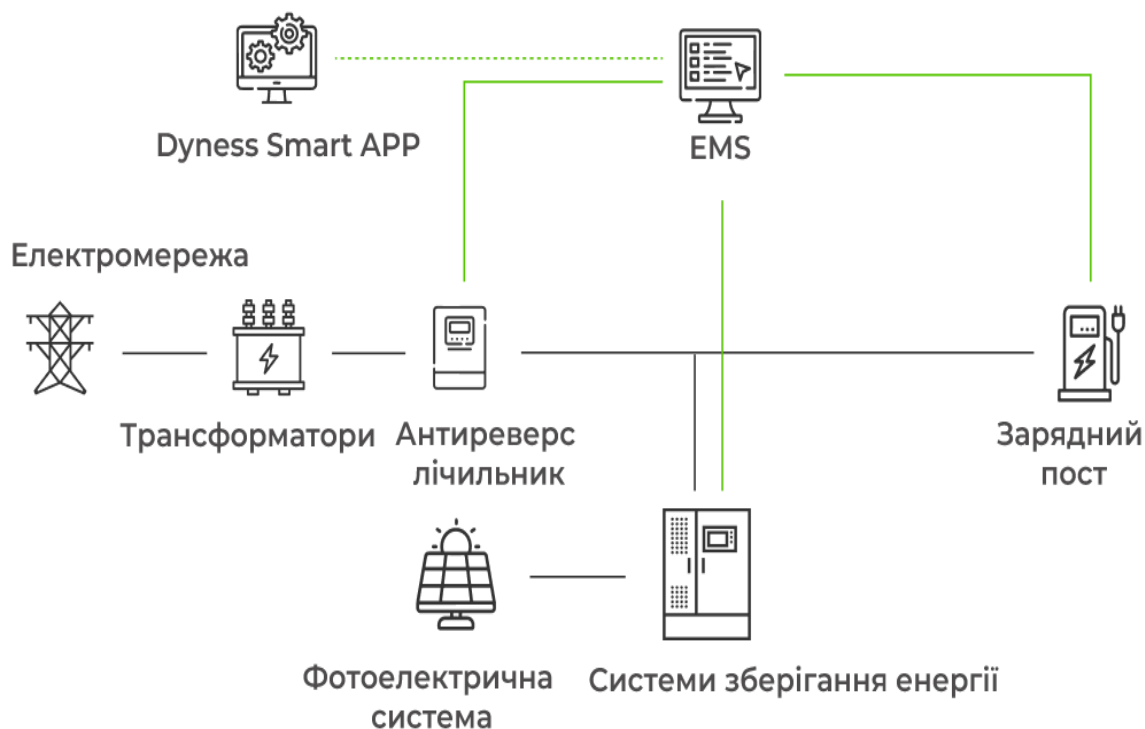 Dyness Smart APP
EMS
Електромережа
Трансформатори
Антиреверс
лічильник
Зарядний
пост
Фотоелектрична
система
Системи зберігання енергії